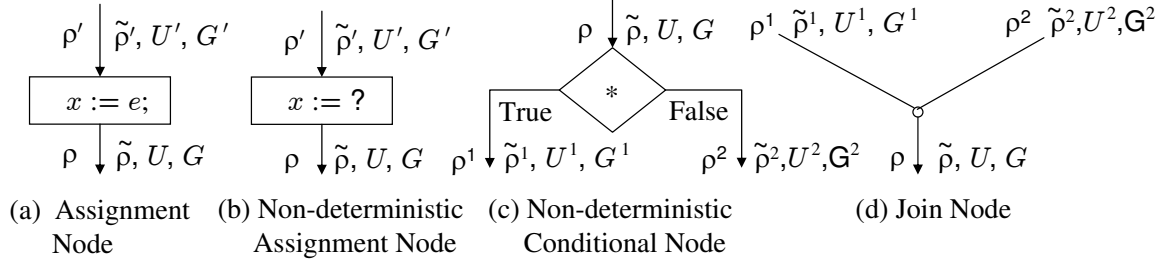 ρ′ ρ̃′, U′, G′
x := e;
ρ ρ̃, U, G
(a) Assignment
Node
ρ′ ρ̃′, U′, G′
x := ?
ρ ρ̃, U, G
(b) Non-deterministic
Assignment Node
ρ ρ̃, U, G
*
True False
ρ¹ ρ̃¹, U¹, G¹ ρ² ρ̃²,U²,G²
(c) Non-deterministic
Conditional Node
ρ¹ ρ̃¹, U¹, G¹ ρ² ρ̃²,U²,G²
ρ ρ̃, U, G
(d) Join Node